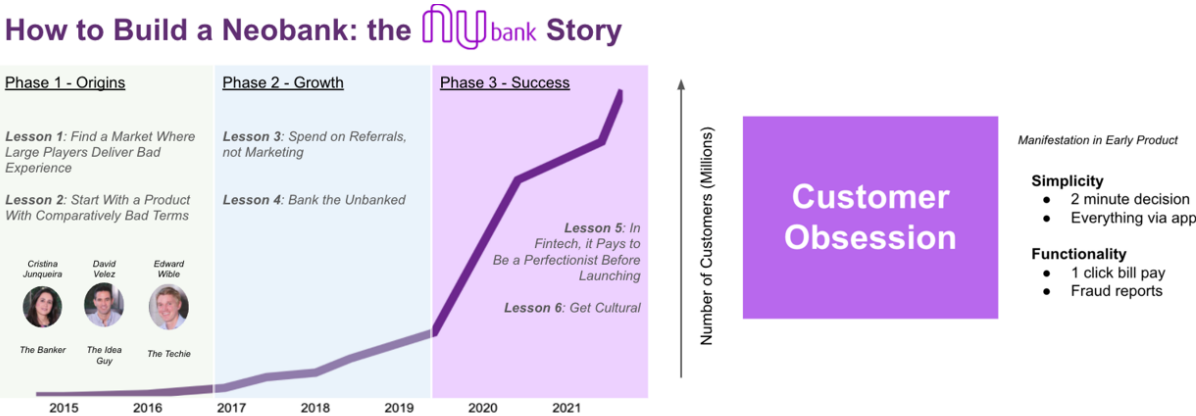 How to Build a Neobank: the nu bank Story
Phase 1 - Origins
Lesson 1: Find a Market Where
Large Players Deliver Bad
Experience
Lesson 2: Start With a Product
With Comparatively Bad Terms
Cristina
Junqueira
The Banker
David
Velez
The Idea
Guy
Edward
Wible
The Techie
Phase 2 - Growth
Lesson 3: Spend on Referrals,
not Marketing
Lesson 4: Bank the Unbanked
Phase 3 - Success
Lesson 5: In
Fintech, it Pays to
Be a Perfectionist Before
Launching
Lesson 6: Get Cultural
2015 2016 2017 2018 2019 2020 2021
Number of Customers (Millions)
Customer
Obsession
Manifestation in Early Product
Simplicity
● 2 minute decision
● Everything via app
Functionality
● 1 click bill pay
● Fraud reports